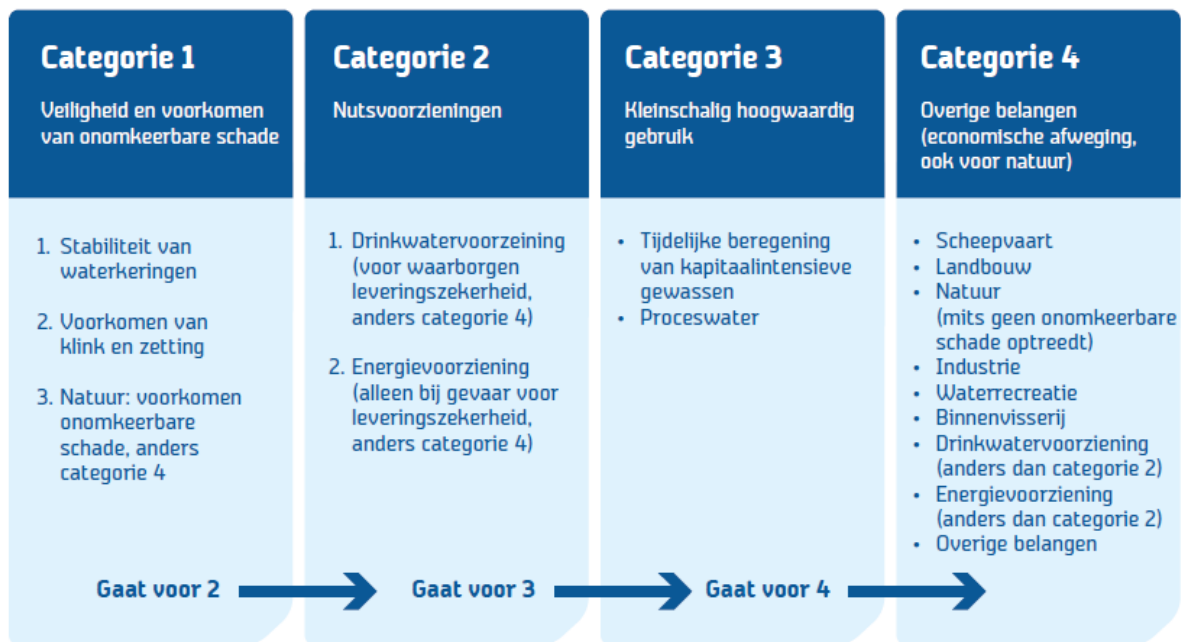 Categorie 1
Veiligheid en voorkomen
van onomkeerbare schade
1. Stabiliteit van
waterkeringen
2. Voorkomen van
klink en zetting
3. Natuur: voorkomen
onomkeerbare
schade, anders
categorie 4
Gaat voor 2
Categorie 2
Nutsvoorzieningen
1. Drinkwatervoorzeining
(voor waarborgen
leveringszekerheid,
anders categorie 4)
2. Energievoorziening
(alleen bij gevaar voor
leveringszekerheid,
anders categorie 4)
Gaat voor 3
Categorie 3
Kleinschalig hoogwaardig
gebruik
• Tijdelijke beregening
van kapitaalintensieve
gewassen
• Proceswater
Gaat voor 4
Categorie 4
Overige belangen
(economische afweging,
ook voor natuur)
• Scheepvaart
• Landbouw
• Natuur
(mits geen onomkeerbare
schade optreedt)
• Industrie
• Waterrecreatie
• Binnenvisserij
• Drinkwatervoorziening
(anders dan categorie 2)
• Energievoorziening
(anders dan categorie 2)
• Overige belangen